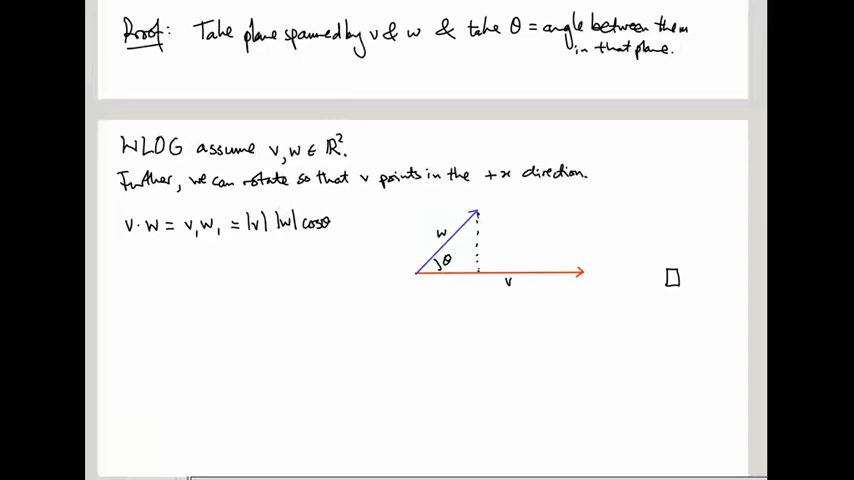 Proof: Take plane spanned by v & w & take θ = angle between them
in that plane.
WLOG assume v, w ∈ ℝ².
Further, we can rotate so that v points in the +x direction.
v · w = v₁w₁ = |v| |w| cosθ
w
θ
v